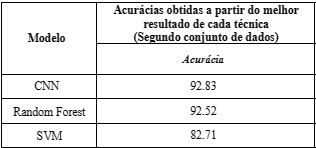 Modelo
Acurácias obtidas a partir do melhor
resultado de cada técnica
(Segundo conjunto de dados)
Acurácia
CNN 92.83
Random Forest 92.52
SVM 82.71